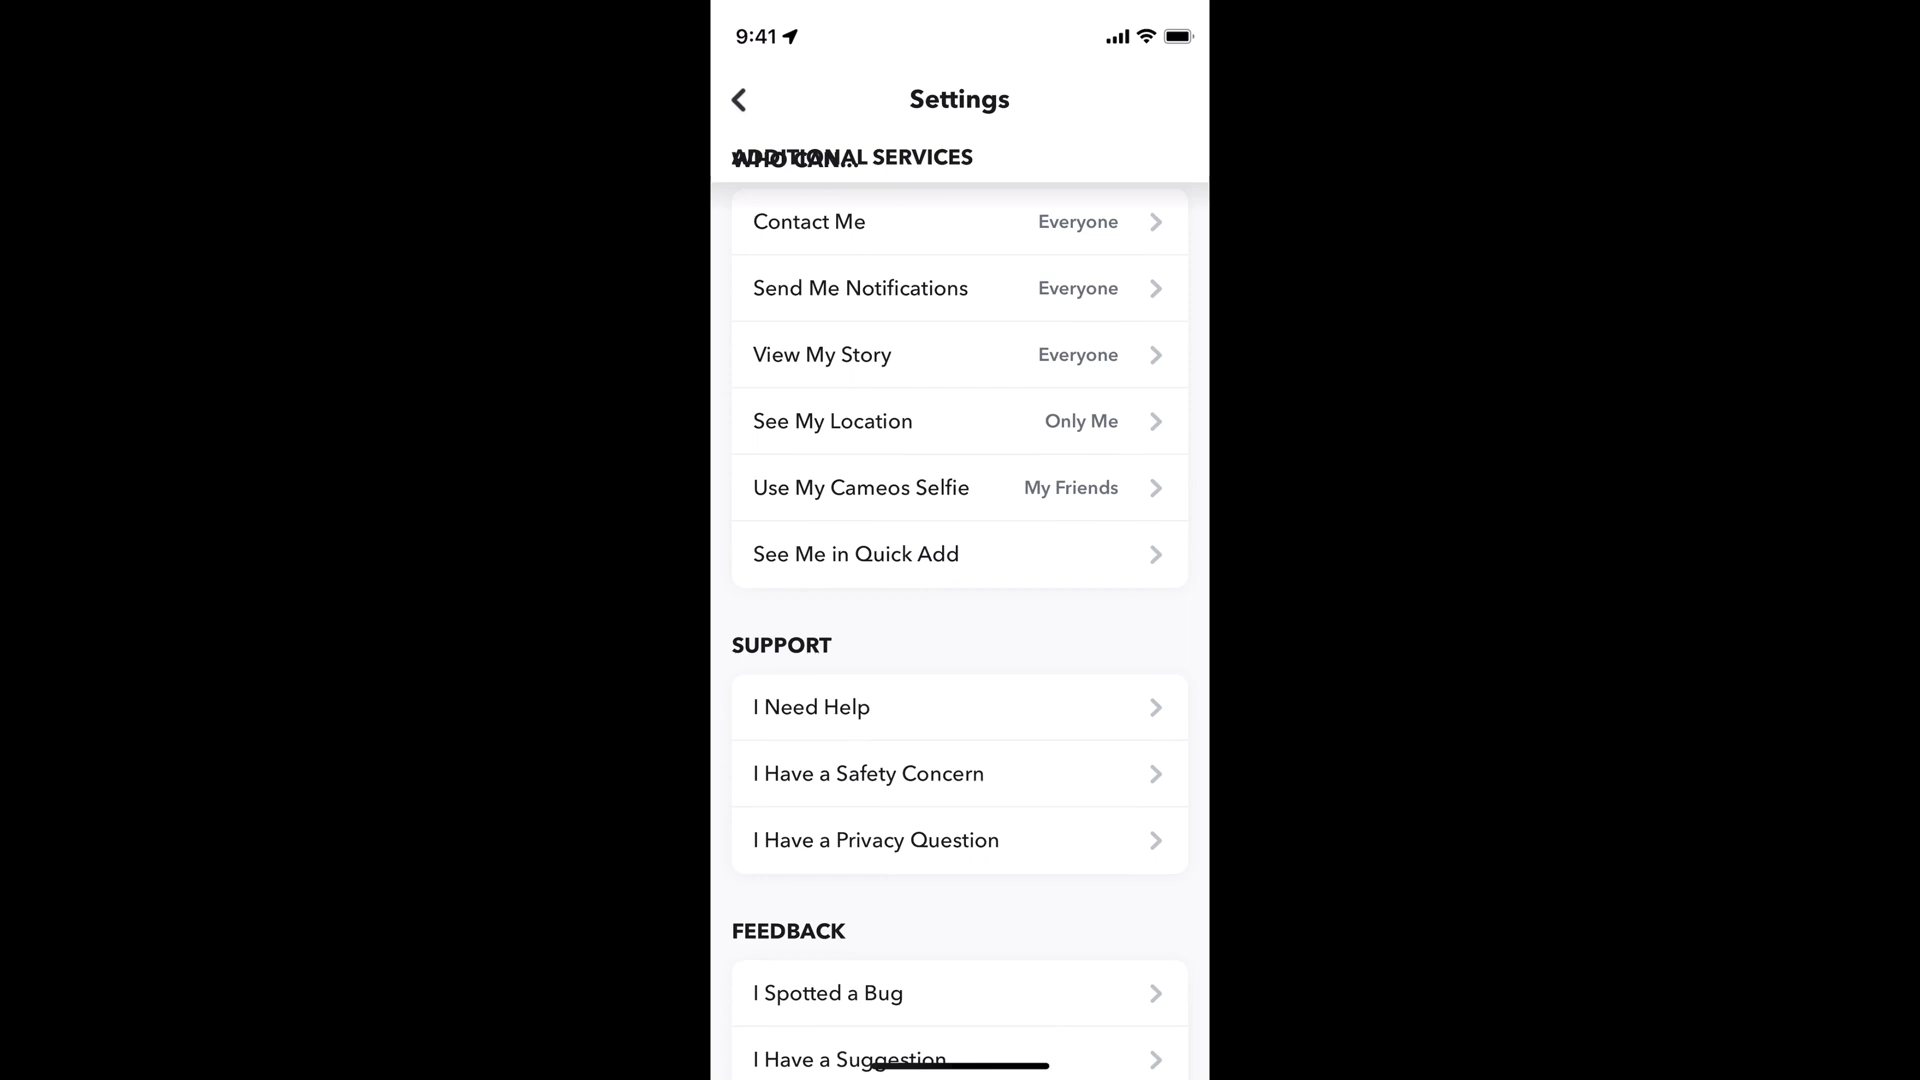 9:41
Settings
ADDITIONAL SERVICES
WHO CAN...
Contact Me Everyone
Send Me Notifications Everyone
View My Story Everyone
See My Location Only Me
Use My Cameos Selfie My Friends
See Me in Quick Add
SUPPORT
I Need Help
I Have a Safety Concern
I Have a Privacy Question
FEEDBACK
I Spotted a Bug
I Have a Suggestion